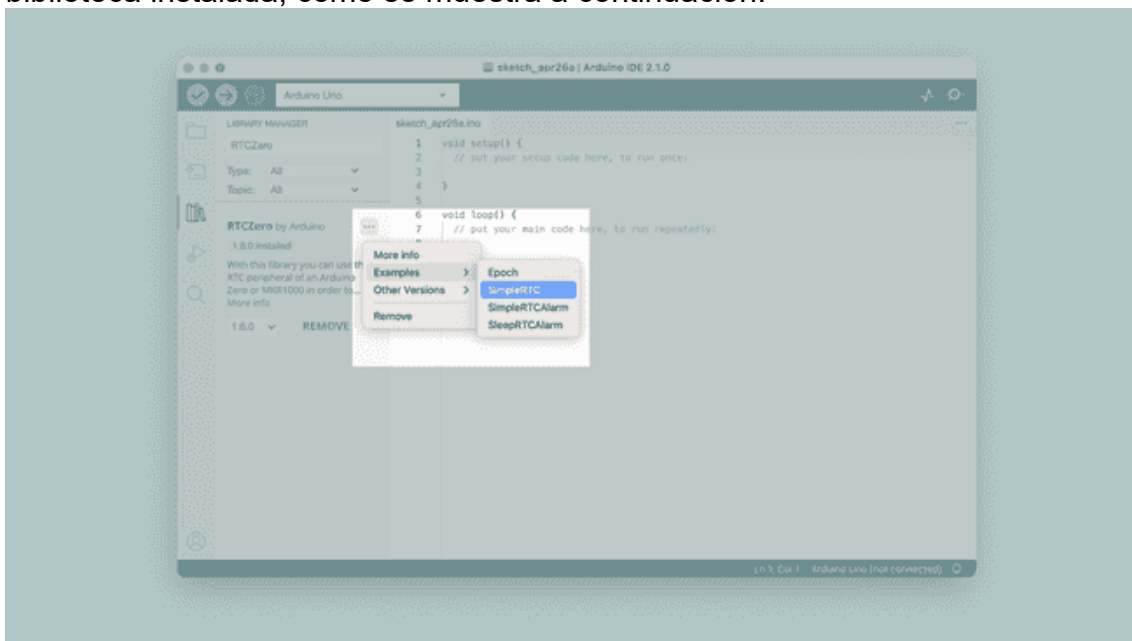 biblioteca instalada, como se muestra a continuación:
sketch_apr26a | Arduino IDE 2.1.0
Arduino Uno
LIBRARY MANAGER
RTCZero
Type: All
Topic: All
RTCZero by Arduino
1.6.0 installed
With this library you can use th
RTC peripheral of an Arduino
Zero or MKR1000 in order to...
More info
1.6.0 REMOVE
sketch_apr26a.ino
1 void setup() {
2 // put your setup code here, to run once:
3
4 }
5
6 void loop() {
7 // put your main code here, to run repeatedly:
More info
Examples
Other Versions
Remove
Epoch
SimpleRTC
SimpleRTCAlarm
SleepRTCAlarm
Ln 1, Col 1 Arduino Uno [not connected]